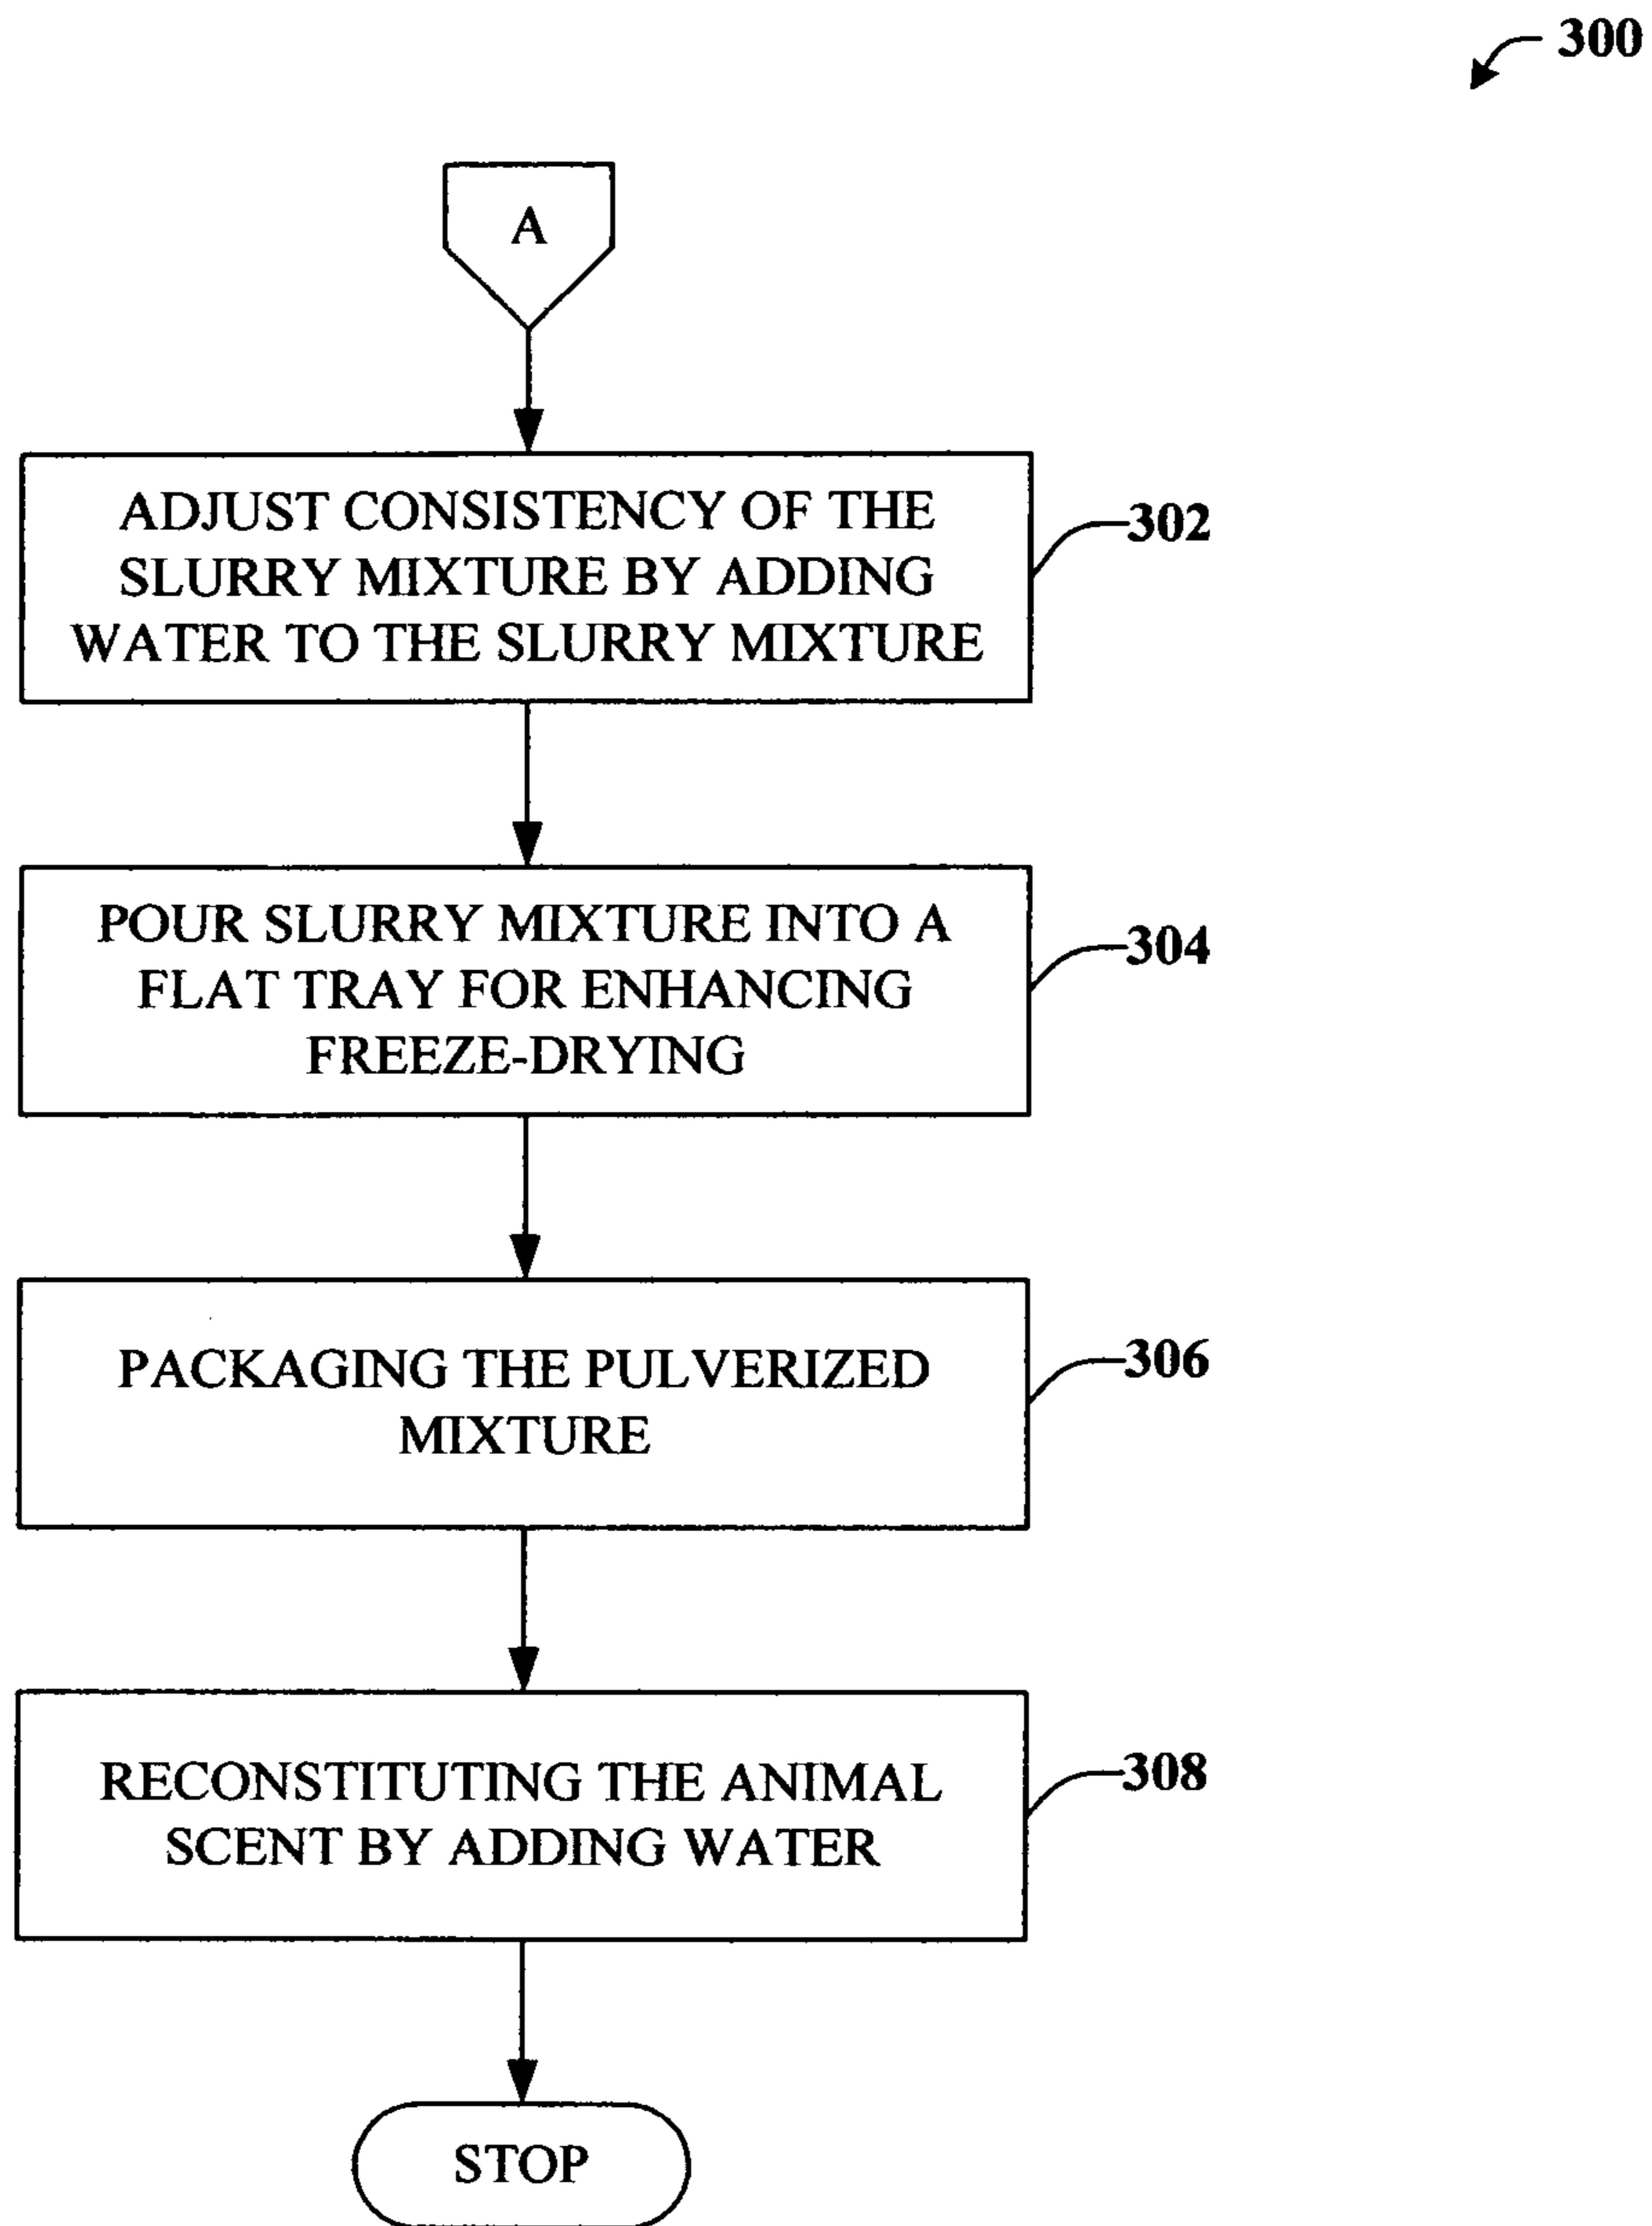 300
A
ADJUST CONSISTENCY OF THE
SLURRY MIXTURE BY ADDING
WATER TO THE SLURRY MIXTURE
302
POUR SLURRY MIXTURE INTO A
FLAT TRAY FOR ENHANCING
FREEZE-DRYING
304
PACKAGING THE PULVERIZED
MIXTURE
306
RECONSTITUTING THE ANIMAL
SCENT BY ADDING WATER
308
STOP